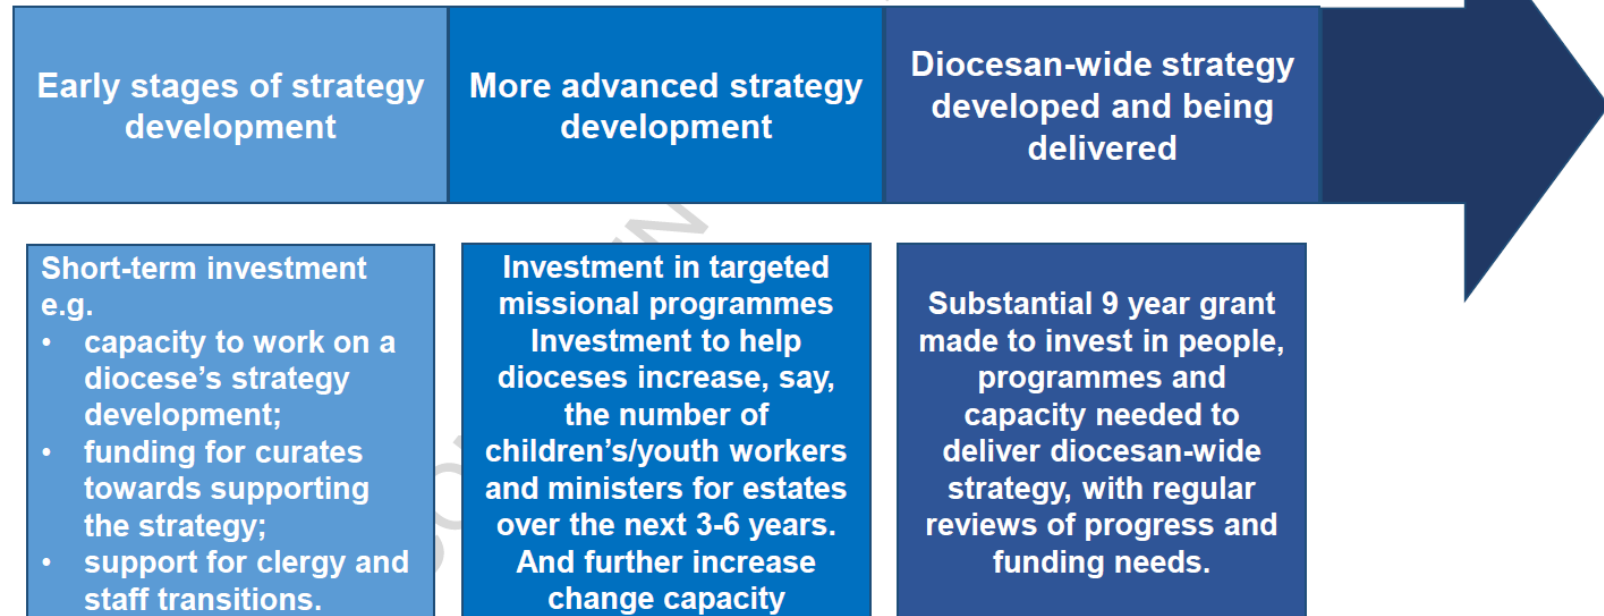 Early stages of strategy
development
More advanced strategy
development
Diocesan-wide strategy
developed and being
delivered
Short-term investment
e.g.
• capacity to work on a
diocese's strategy
development;
• funding for curates
towards supporting
the strategy;
• support for clergy and
staff transitions.
Investment in targeted
missional programmes
Investment to help
dioceses increase, say,
the number of
children's/youth workers
and ministers for estates
over the next 3-6 years.
And further increase
change capacity
Substantial 9 year grant
made to invest in people,
programmes and
capacity needed to
deliver diocesan-wide
strategy, with regular
reviews of progress and
funding needs.